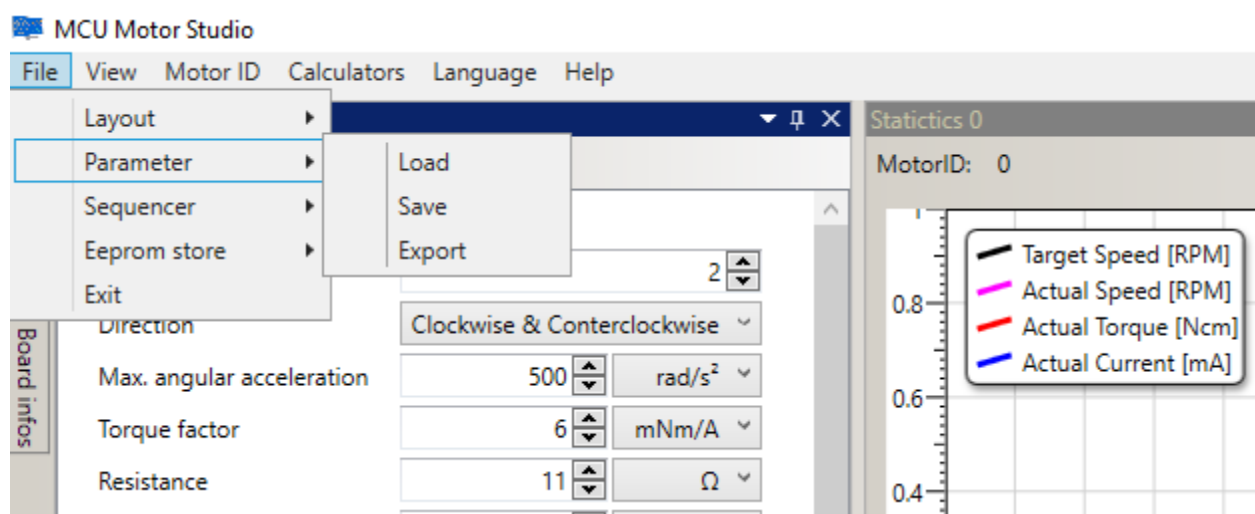 MCU Motor Studio
File View Motor ID Calculators Language Help
Layout
Parameter
Sequencer
Eeprom store
Exit
Load
Save
Export
2
Direction Clockwise & Conterclockwise
Max. angular acceleration 500 rad/s²
Torque factor 6 mNm/A
Resistance 11 Ω
Board infos
Statictics 0
MotorID: 0
Target Speed [RPM]
Actual Speed [RPM]
Actual Torque [Ncm]
Actual Current [mA]
0.8
0.6
0.4